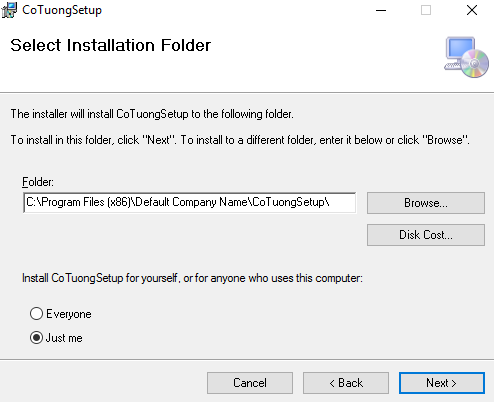 CoTuongSetup
Select Installation Folder
The installer will install CoTuongSetup to the following folder.
To install in this folder, click "Next". To install to a different folder, enter it below or click "Browse".
Folder:
C:\Program Files (x86)\Default Company Name\CoTuongSetup\
Browse...
Disk Cost...
Install CoTuongSetup for yourself, or for anyone who uses this computer:
Everyone
Just me
Cancel
< Back
Next >